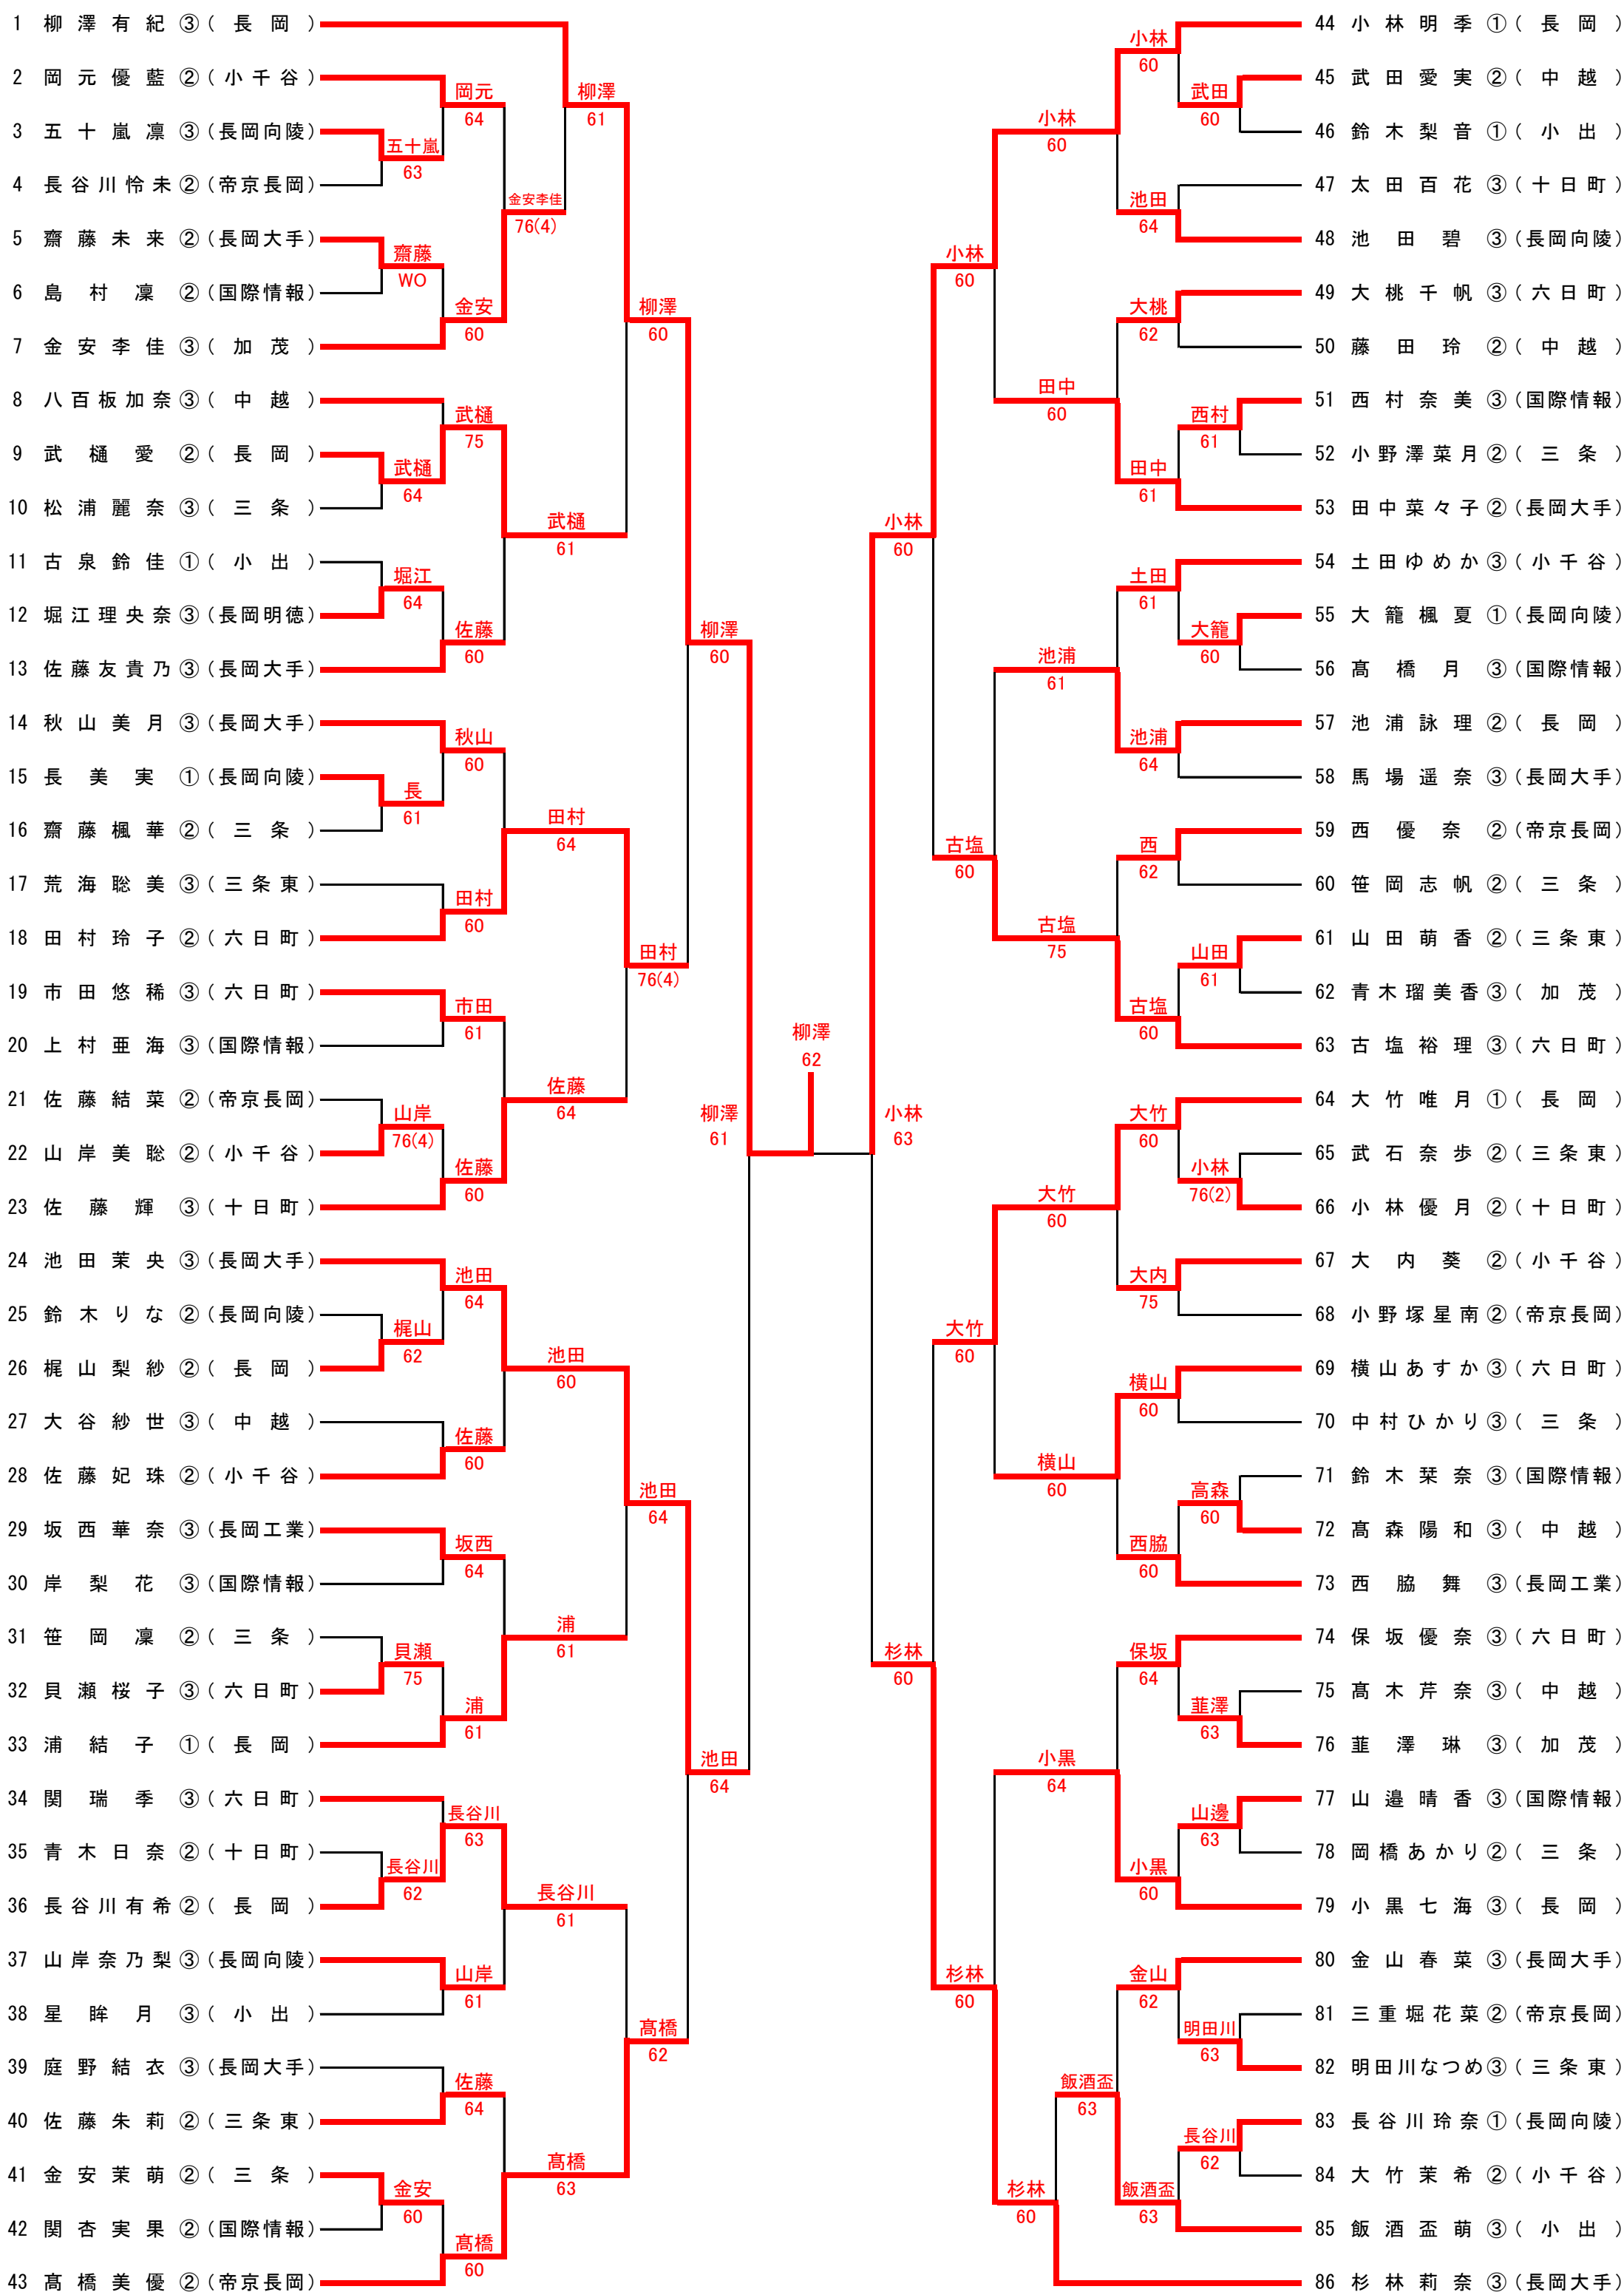 1 柳澤有紀 ③ ( 長岡 )
2 岡元優藍 ② ( 小千谷 )
3 五十嵐凛 ③ ( 長岡向陵 )
4 長谷川怜未 ② ( 帝京長岡 )
5 齋藤未来 ② ( 長岡大手 )
6 島村凜 ② ( 国際情報 )
7 金安李佳 ③ ( 加茂 )
8 八百板加奈 ③ ( 中越 )
9 武樋愛 ② ( 長岡 )
10 松浦麗奈 ③ ( 三条 )
11 古泉鈴佳 ① ( 小出 )
12 堀江理央奈 ③ ( 長岡明徳 )
13 佐藤友貴乃 ③ ( 長岡大手 )
14 秋山美月 ③ ( 長岡大手 )
15 長美実 ① ( 長岡向陵 )
16 齋藤楓華 ② ( 三条 )
17 荒海聡美 ③ ( 三条東 )
18 田村玲子 ② ( 六日町 )
19 市田悠稀 ③ ( 六日町 )
20 上村亜海 ③ ( 国際情報 )
21 佐藤結菜 ② ( 帝京長岡 )
22 山岸美聡 ② ( 小千谷 )
23 佐藤輝 ③ ( 十日町 )
24 池田茉央 ③ ( 長岡大手 )
25 鈴木りな ② ( 長岡向陵 )
26 梶山梨紗 ② ( 長岡 )
27 大谷紗世 ③ ( 中越 )
28 佐藤妃珠 ② ( 小千谷 )
29 坂西華奈 ③ ( 長岡工業 )
30 岸梨花 ③ ( 国際情報 )
31 笹岡凜 ② ( 三条 )
32 貝瀬桜子 ③ ( 六日町 )
33 浦結子 ① ( 長岡 )
34 関瑞季 ③ ( 六日町 )
35 青木日奈 ② ( 十日町 )
36 長谷川有希 ② ( 長岡 )
37 山岸奈乃梨 ③ ( 長岡向陵 )
38 星眸月 ③ ( 小出 )
39 庭野結衣 ③ ( 長岡大手 )
40 佐藤朱莉 ② ( 三条東 )
41 金安茉萌 ② ( 三条 )
42 関杏実果 ② ( 国際情報 )
43 髙橋美優 ② ( 帝京長岡 )
五十嵐
63
齋藤
WO
武樋
64
堀江
64
長
61
山岸
76(4)
梶山
62
貝瀬
75
長谷川
62
金安
60
岡元
64
金安
60
武樋
75
佐藤
60
秋山
60
田村
60
市田
61
佐藤
60
池田
64
佐藤
60
坂西
64
浦
61
長谷川
63
山岸
61
佐藤
64
髙橋
60
金安李佳
76(4)
武樋
61
田村
64
佐藤
64
池田
60
浦
61
長谷川
61
髙橋
63
柳澤
61
柳澤
60
田村
76(4)
池田
64
髙橋
62
柳澤
60
池田
64
柳澤
61
柳澤
62
小林
63
小林
60
杉林
60
小林
60
古塩
60
大竹
60
杉林
60
小林
60
田中
60
池浦
61
古塩
75
大竹
60
横山
60
小黒
64
飯酒盃
63
杉林
60
小林
60
池田
64
大桃
62
田中
61
土田
61
池浦
64
西
62
古塩
60
大竹
60
大内
75
横山
60
西脇
60
保坂
64
小黒
60
金山
62
飯酒盃
63
武田
60
西村
61
大籠
60
山田
61
小林
76(2)
高森
60
韮澤
63
山邉
63
明田川
63
長谷川
62
44 小林明季 ① ( 長岡 )
45 武田愛実 ② ( 中越 )
46 鈴木梨音 ① ( 小出 )
47 太田百花 ③ ( 十日町 )
48 池田碧 ③ ( 長岡向陵 )
49 大桃千帆 ③ ( 六日町 )
50 藤田玲 ② ( 中越 )
51 西村奈美 ③ ( 国際情報 )
52 小野澤菜月 ② ( 三条 )
53 田中菜々子 ② ( 長岡大手 )
54 土田ゆめか ③ ( 小千谷 )
55 大籠楓夏 ① ( 長岡向陵 )
56 髙橋月 ③ ( 国際情報 )
57 池浦詠理 ② ( 長岡 )
58 馬場遥奈 ③ ( 長岡大手 )
59 西優奈 ② ( 帝京長岡 )
60 笹岡志帆 ② ( 三条 )
61 山田萌香 ② ( 三条東 )
62 青木瑠美香 ③ ( 加茂 )
63 古塩裕理 ③ ( 六日町 )
64 大竹唯月 ① ( 長岡 )
65 武石奈歩 ② ( 三条東 )
66 小林優月 ② ( 十日町 )
67 大内葵 ② ( 小千谷 )
68 小野塚星南 ② ( 帝京長岡 )
69 横山あすか ③ ( 六日町 )
70 中村ひかり ③ ( 三条 )
71 鈴木栞奈 ③ ( 国際情報 )
72 髙森陽和 ③ ( 中越 )
73 西脇舞 ③ ( 長岡工業 )
74 保坂優奈 ③ ( 六日町 )
75 髙木芹奈 ③ ( 中越 )
76 韮澤琳 ③ ( 加茂 )
77 山邉晴香 ③ ( 国際情報 )
78 岡橋あかり ② ( 三条 )
79 小黒七海 ③ ( 長岡 )
80 金山春菜 ③ ( 長岡大手 )
81 三重堀花菜 ② ( 帝京長岡 )
82 明田川なつめ ③ ( 三条東 )
83 長谷川玲奈 ① ( 長岡向陵 )
84 大竹茉希 ② ( 小千谷 )
85 飯酒盃萌 ③ ( 小出 )
86 杉林莉奈 ③ ( 長岡大手 )